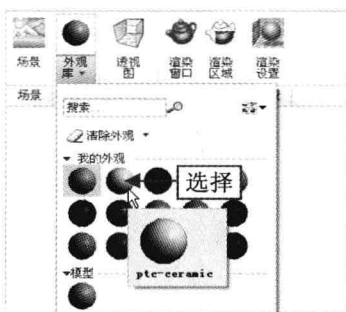 场景 外观库 透视图 渲染窗口 渲染区域 渲染设置
场景
搜索
清除外观
我的外观
选择
ptc-ceramic
模型